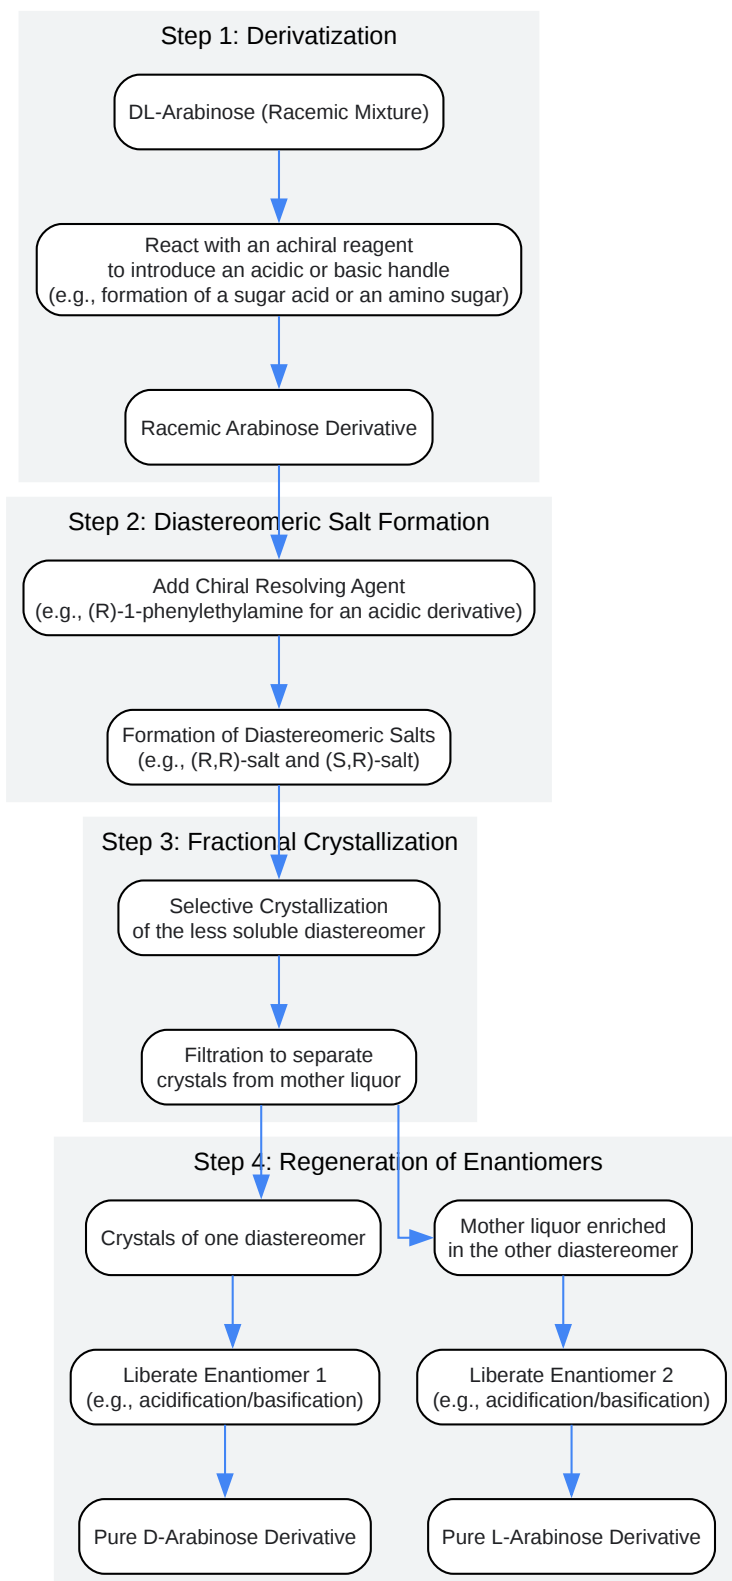 Step 1: Derivatization
DL-Arabinose (Racemic Mixture)
React with an achiral reagent
to introduce an acidic or basic handle
(e.g., formation of a sugar acid or an amino sugar)
Racemic Arabinose Derivative
Step 2: Diastereomeric Salt Formation
Add Chiral Resolving Agent
(e.g., (R)-1-phenylethylamine for an acidic derivative)
Formation of Diastereomeric Salts
(e.g., (R,R)-salt and (S,R)-salt)
Step 3: Fractional Crystallization
Selective Crystallization
of the less soluble diastereomer
Filtration to separate
crystals from mother liquor
Step 4: Regeneration of Enantiomers
Crystals of one diastereomer
Mother liquor enriched
in the other diastereomer
Liberate Enantiomer 1
(e.g., acidification/basification)
Liberate Enantiomer 2
(e.g., acidification/basification)
Pure D-Arabinose Derivative
Pure L-Arabinose Derivative